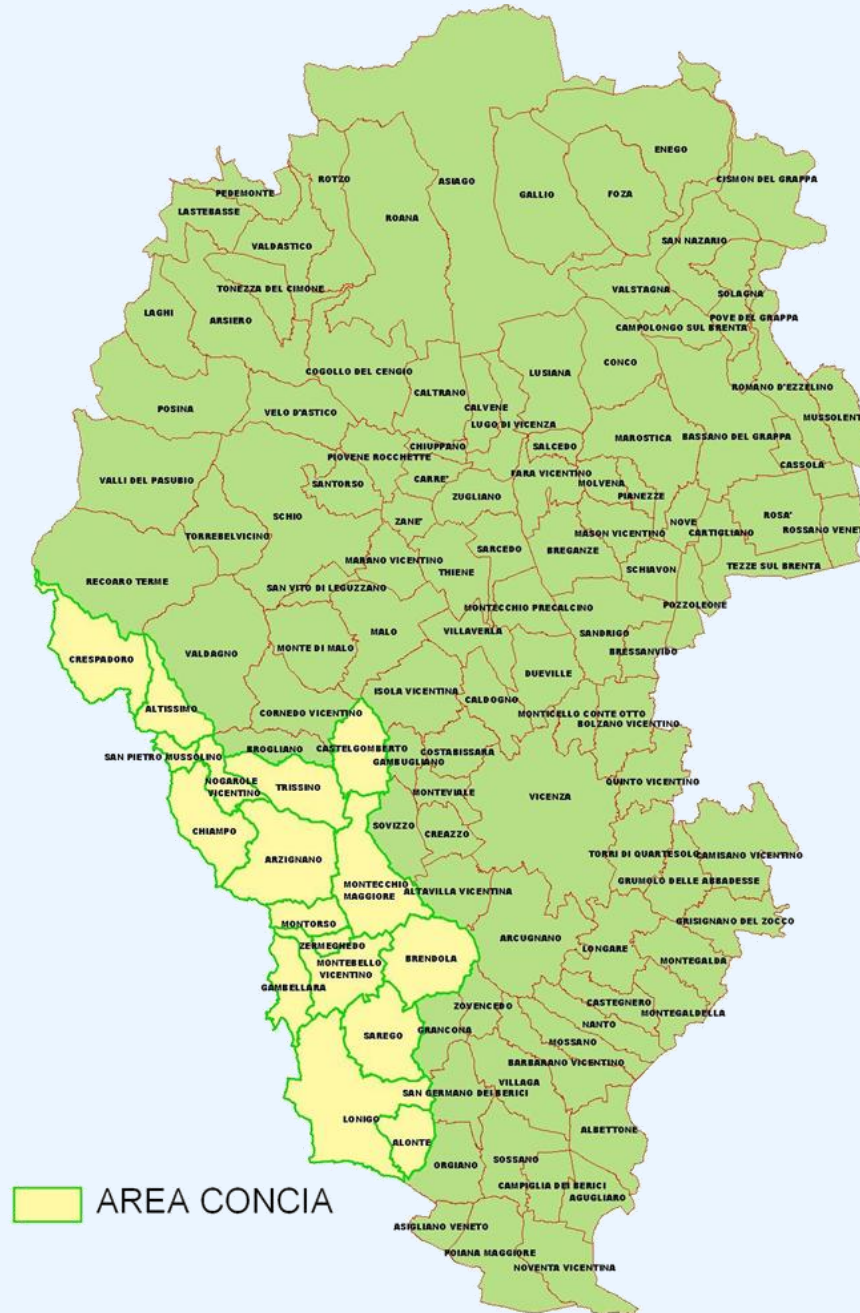 ENEGO
ROTZO
CISMON DEL GRAPPA
PEDEMONTE
ASIAGO
GALLIO
FOZA
LASTEBASSE
ROANA
VALDASTICO
SAN NAZARIO
TONEZZA DEL CIMONE
VALSTAGNA
SOLAGNA
LAGHI
ARSIERO
POVE DEL GRAPPA
CAMPOLONGO SUL BRENTA
COGOLLO DEL CENGIO
LUSIANA
CONCO
CALTRANO
ROMANO D'EZZELINO
POSINA
VELO D'ASTICO
CALVENE
MUSSOLENT
LUGO DI VICENZA
CHIUPPANO
SALCEDO
MAROSTICA
BASSANO DEL GRAPPA
PIOVENE ROCCHETTE
CASSOLA
VALLI DEL PASUBIO
SANTORSO
CARRE'
FARA VICENTINO
MOLVENA
ZUGLIANO
PIANEZZE
SCHIO
ZANE'
NOVE
ROSA'
TORREBELVICINO
MASON VICENTINO
CARTIGLIANO
ROSSANO VENET
SARCEDO
BREGANZE
MARANO VICENTINO
THIENE
SCHIAVON
TEZZE SUL BRENTA
RECOARO TERME
SAN VITO DI LEGUZZANO
MONTECCHIO PRECALCINO
POZZOLEONE
MALO
VILLAVERLA
SANDRIGO
CRESPADORO
VALDAGNO
MONTE DI MALO
BRESSANVIDO
DUEVILLE
ISOLA VICENTINA
CALDOGNO
ALTISSIMO
CORNEDO VICENTINO
MONTICELLO CONTE OTTO
BOLZANO VICENTINO
BROGLIANO
CASTELGOMBERTO
COSTABISSARA
SAN PIETRO MUSSOLINO
GAMBUGLIANO
NOGAROLE
VICENTINO
TRISSINO
MONTEVIALE
VICENZA
QUINTO VICENTINO
CHIAMPO
SOVIZZO
CREAZZO
ARZIGNANO
TORRI DI QUARTESOLO
CAMISANO VICENTINO
GRUMOLO DELLE ABBADESSE
MONTECCHIO
MAGGIORE
ALTAVILLA VICENTINA
GRISIGNANO DEL ZOCCO
MONTORSO
ARCUGNANO
ZERMEGHEDO
LONGARE
BRENDOLA
MONTEBELLO
VICENTINO
MONTEGALDA
GAMBELLARA
CASTEGNERO
ZOVENCEDO
MONTEGALDELLA
GRANCONA
NANTO
SAREGO
MOSSANO
BARBARANO VICENTINO
VILLAGA
SAN GERMANO DEI BERICI
LONIGO
ALBETTONE
ALONTE
SOSSANO
ORGIANO
CAMPIGLIA DEI BERICI
AGUGLIARO
AREA CONCIA
ASIGLIANO VENETO
POIANA MAGGIORE
NOVENTA VICENTINA